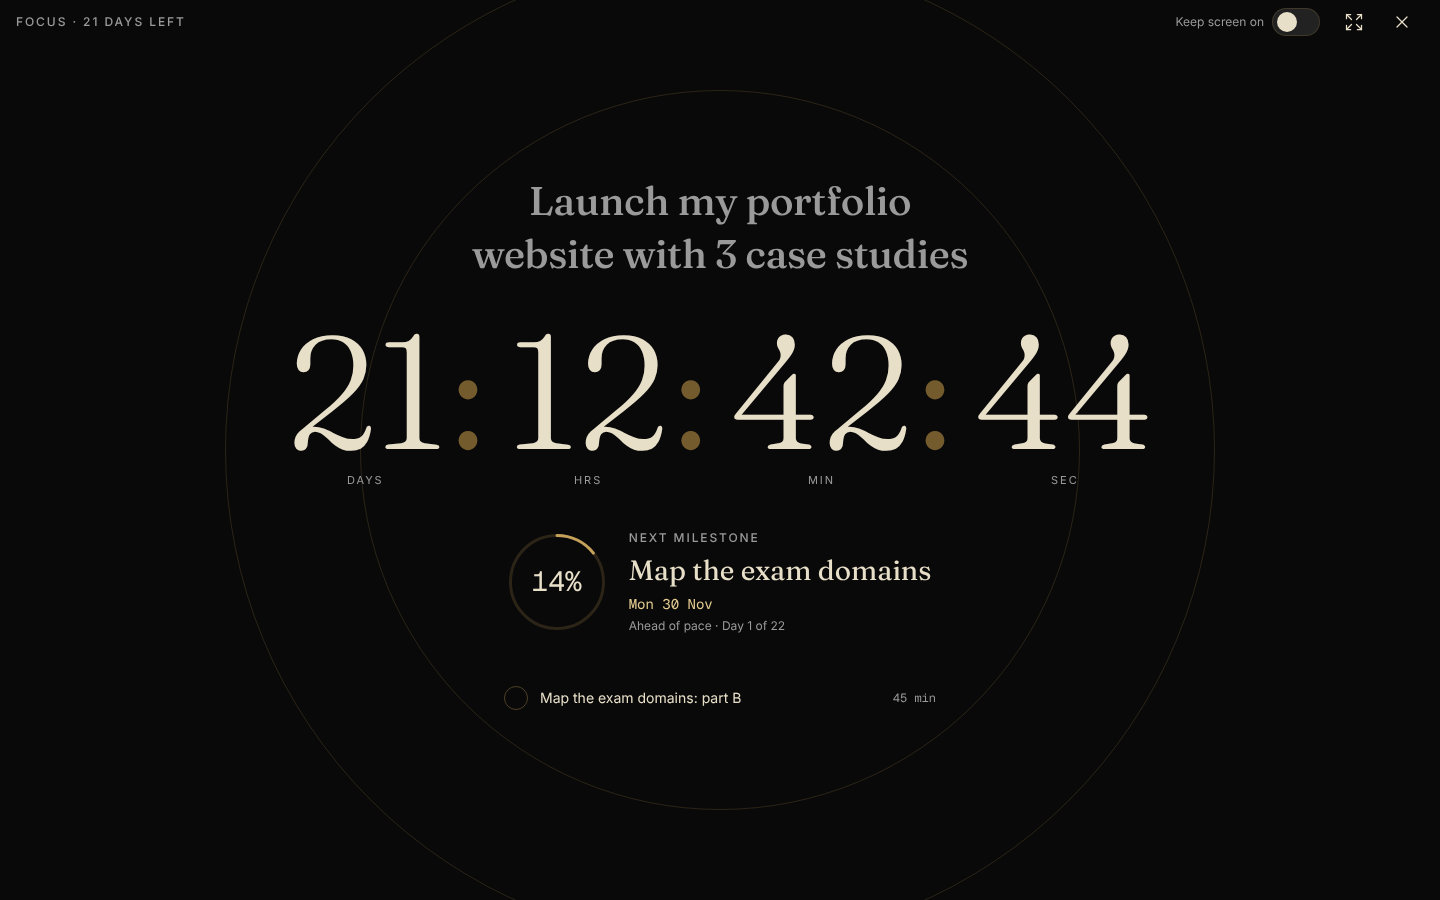 FOCUS · 21 DAYS LEFT
Keep screen on
Launch my portfolio
website with 3 case studies
21 : 12 : 42 : 44
DAYS HRS MIN SEC
14%
NEXT MILESTONE
Map the exam domains
Mon 30 Nov
Ahead of pace · Day 1 of 22
Map the exam domains: part B 45 min